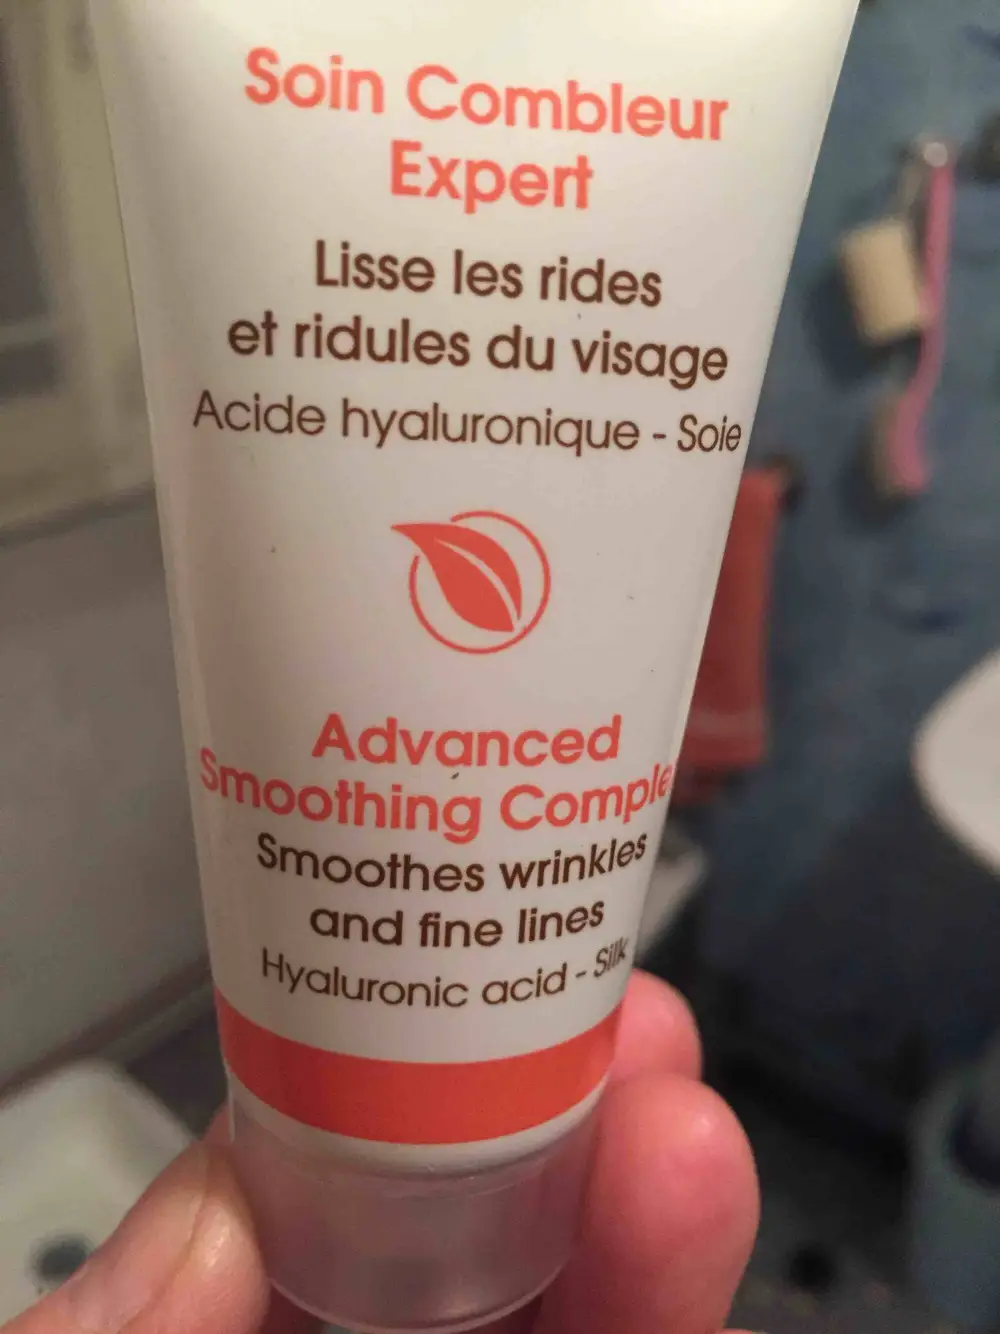 Soin Combleur
Expert
Lisse les rides
et ridules du visage
Acide hyaluronique - Soie
Advanced
Smoothing Comple
Smoothes wrinkles
and fine lines
Hyaluronic acid - Silk